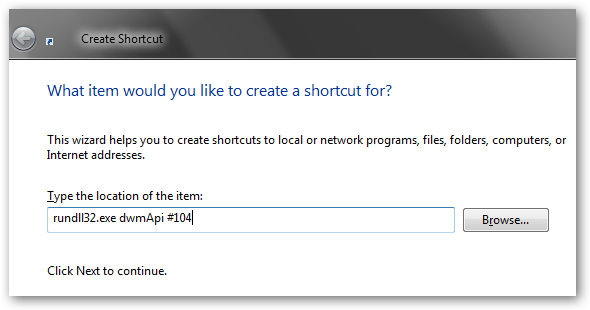 Create Shortcut
What item would you like to create a shortcut for?
This wizard helps you to create shortcuts to local or network programs, files, folders, computers, or
Internet addresses.
Type the location of the item:
rundll32.exe dwmApi #104
Browse...
Click Next to continue.